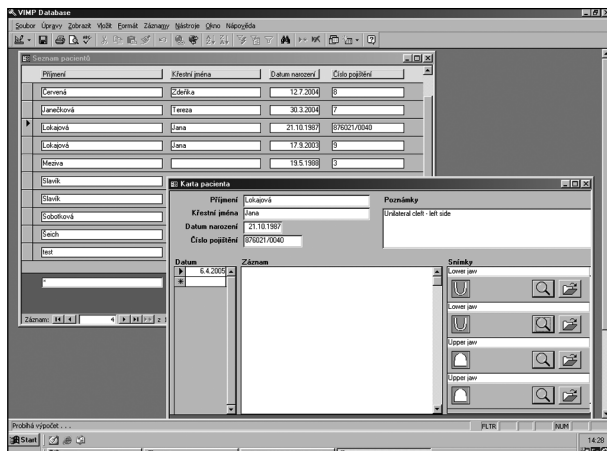 VIMP Database
Soubor Úpravy Zobrazit Vložit Formát Záznamy Nástroje Okno Nápověda
Seznam pacientů
Příjmení Křestní jména Datum narození Číslo pojištění
Červená Zdeňka 12.7.2004 8
Janečková Tereza 30.3.2004 7
Lokajová Jana 21.10.1987 876021/0040
Lokajová Jana 17.9.2003 9
Meziva 19.5.1988 3
Slavík
Slavík
Sobotková
Šeich
test
Záznam: 4 z
Karta pacienta
Příjmení Lokajová
Křestní jména Jana
Datum narození 21.10.1987
Číslo pojištění 876021/0040
Poznámky
Unilateral cleft - left side
Datum Záznam Snímky
6.4.2005
Lower jaw
Lower jaw
Upper jaw
Upper jaw
Probíhá výpočet . . .
FLTR NUM
Start
14:28